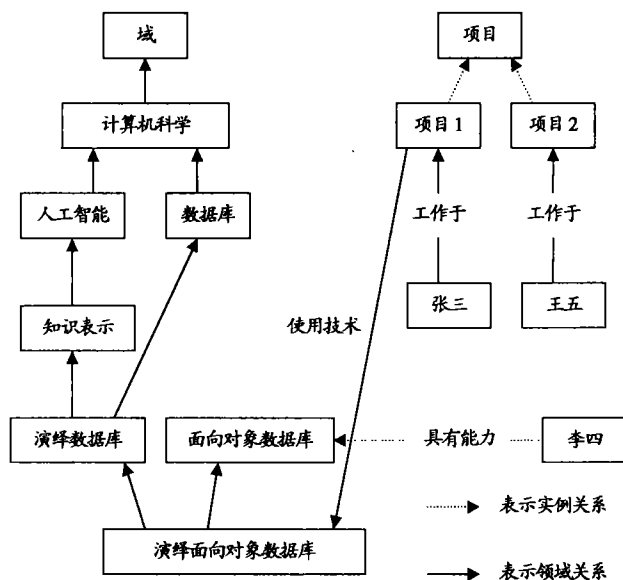 域
项目
计算机科学
项目1
项目2
人工智能
数据库
工作于
工作于
张三
王五
知识表示
使用技术
演绎数据库
面向对象数据库
具有能力
李四
表示实例关系
演绎面向对象数据库
表示领域关系